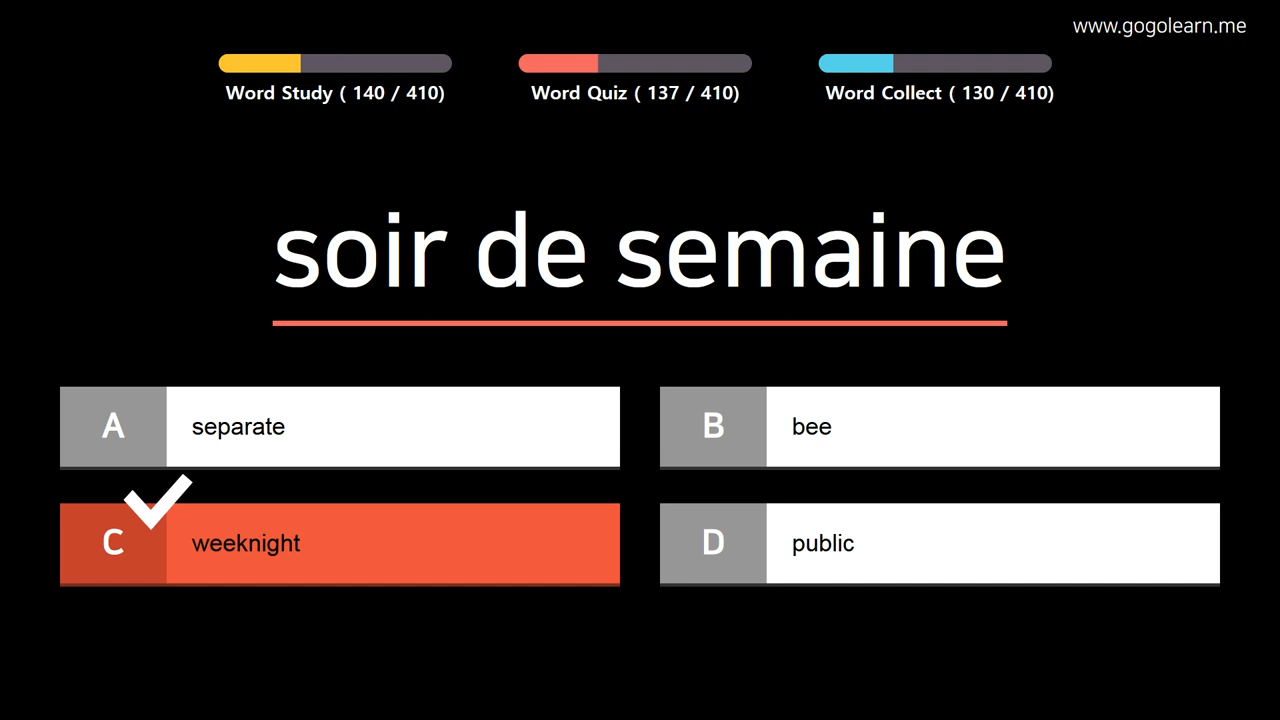 www.gogolearn.me
Word Study ( 140 / 410)
Word Quiz ( 137 / 410)
Word Collect ( 130 / 410)
soir de semaine
A separate
B bee
C weeknight
D public